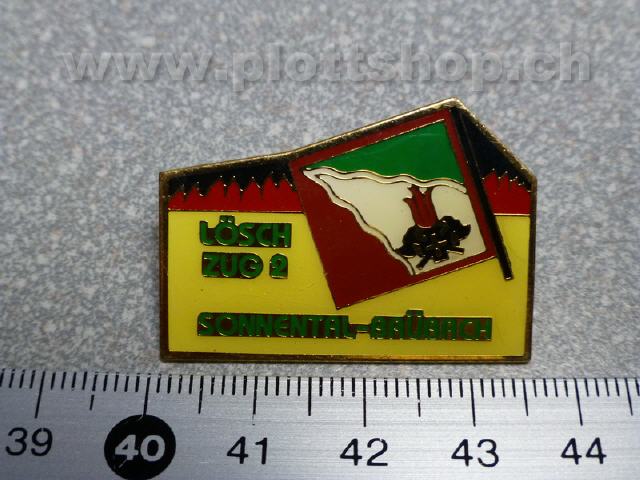 www.plottshop.ch
LÖSCH
ZUG 2
SONNENTAL-BRÜBACH
39 40 41 42 43 44